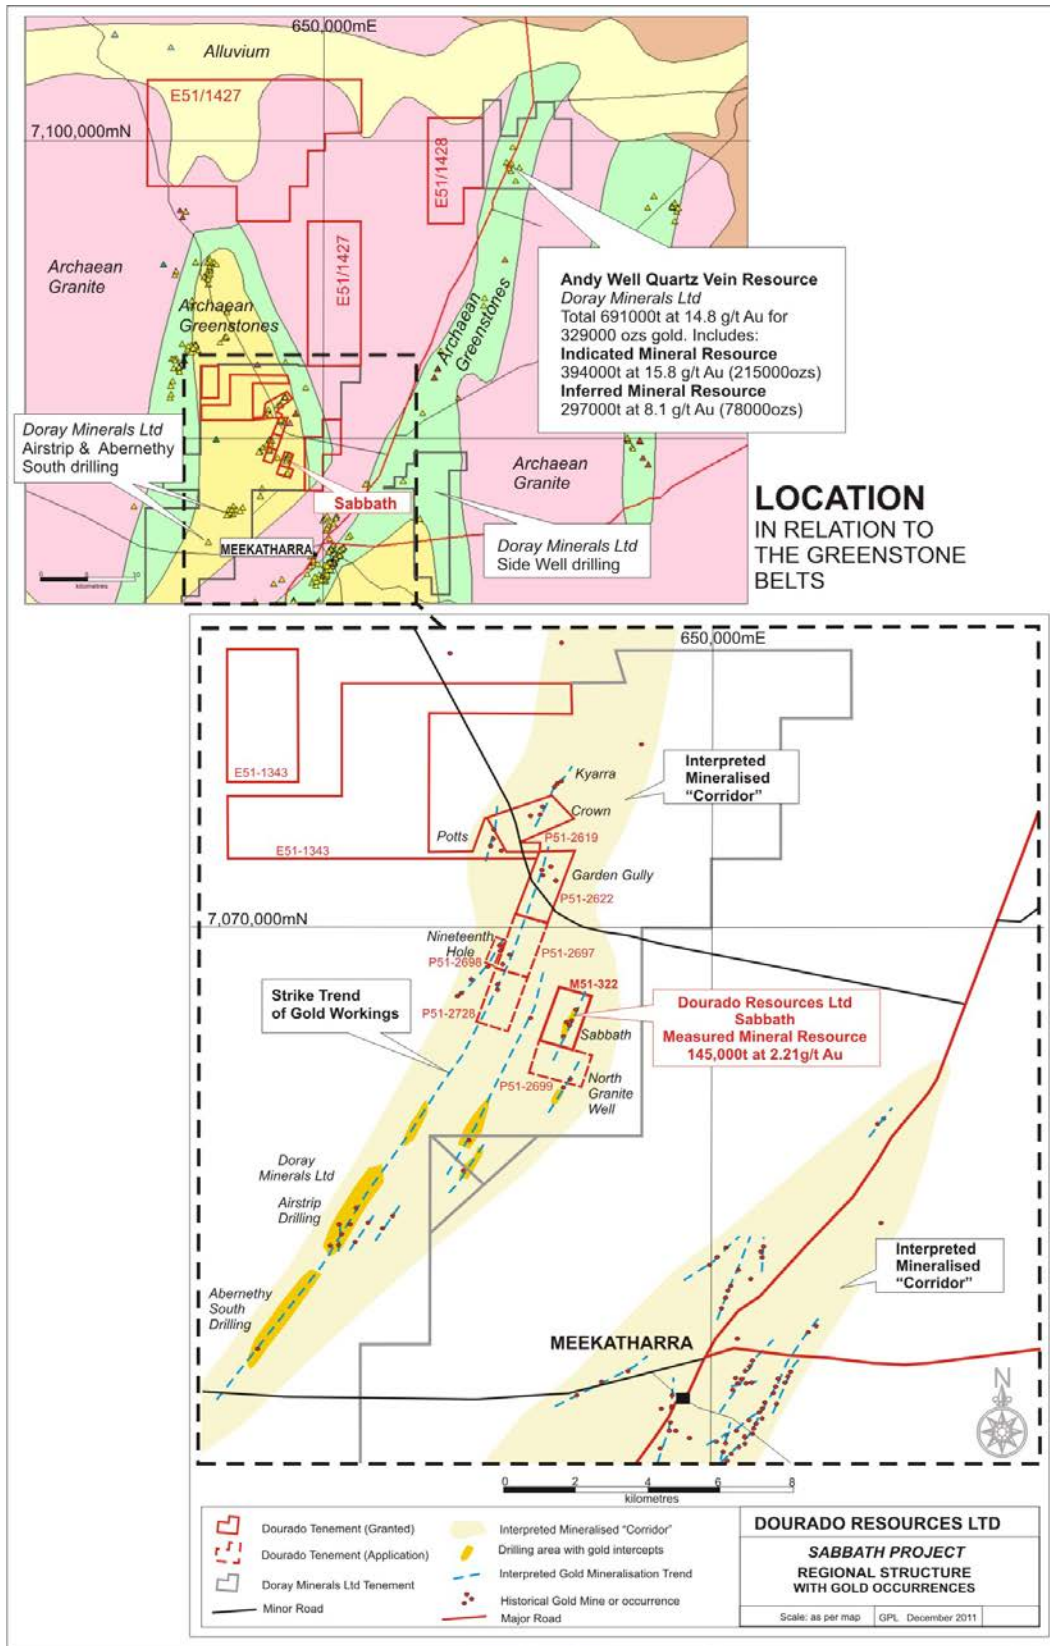 650,000mE
Alluvium
E51/1427
7,100,000mN
E51/1428
E51/1427
Archaean
Granite
Archaean
Greenstones
Archaean
Greenstones
Andy Well Quartz Vein Resource
Doray Minerals Ltd
Total 691000t at 14.8 g/t Au for
329000 ozs gold. Includes:
Indicated Mineral Resource
394000t at 15.8 g/t Au (215000ozs)
Inferred Mineral Resource
297000t at 8.1 g/t Au (78000ozs)
Doray Minerals Ltd
Airstrip & Abernethy
South drilling
Archaean
Granite
Sabbath
MEEKATHARRA
Doray Minerals Ltd
Side Well drilling
kilometres
LOCATION
IN RELATION TO
THE GREENSTONE
BELTS
650,000mE
E51-1343
Kyarra
Interpreted
Mineralised
“Corridor”
Crown
Potts
P51-2619
E51-1343
Garden Gully
P51-2622
7,070,000mN
Nineteenth
Hole
P51-2697
P51-2698
M51-322
Strike Trend
of Gold Workings
P51-2728
Dourado Resources Ltd
Sabbath
Measured Mineral Resource
145,000t at 2.21g/t Au
Sabbath
P51-2699
North
Granite
Well
Doray
Minerals Ltd
Airstrip
Drilling
Interpreted
Mineralised
“Corridor”
Abernethy
South
Drilling
MEEKATHARRA
N
0 2 4 6 8
kilometres
Dourado Tenement (Granted)
Dourado Tenement (Application)
Doray Minerals Ltd Tenement
Minor Road
Interpreted Mineralised “Corridor”
Drilling area with gold intercepts
Interpreted Gold Mineralisation Trend
Historical Gold Mine or occurrence
Major Road
DOURADO RESOURCES LTD
SABBATH PROJECT
REGIONAL STRUCTURE
WITH GOLD OCCURRENCES
Scale: as per map GPL December 2011